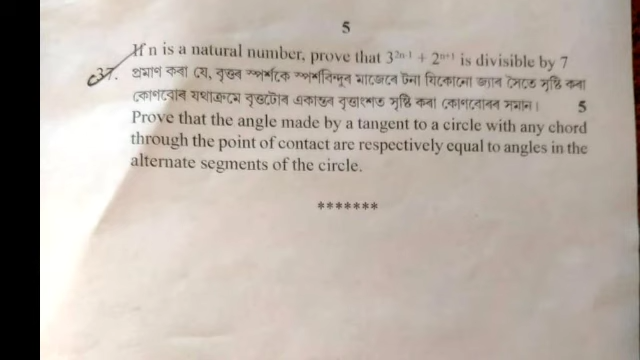 5
If n is a natural number, prove that 3²ⁿ⁻¹ + 2ⁿ⁺¹ is divisible by 7
37. প্ৰমাণ কৰা যে, বৃত্তৰ স্পৰ্শকে স্পৰ্শবিন্দুৰ মাজেৰে টনা যিকোনো জ্যাৰ সৈতে সৃষ্টি কৰা
কোণবোৰ যথাক্ৰমে বৃত্তটোৰ একান্তৰ বৃত্তাংশত সৃষ্টি কৰা কোণবোৰৰ সমান। 5
Prove that the angle made by a tangent to a circle with any chord
through the point of contact are respectively equal to angles in the
alternate segments of the circle.
*******